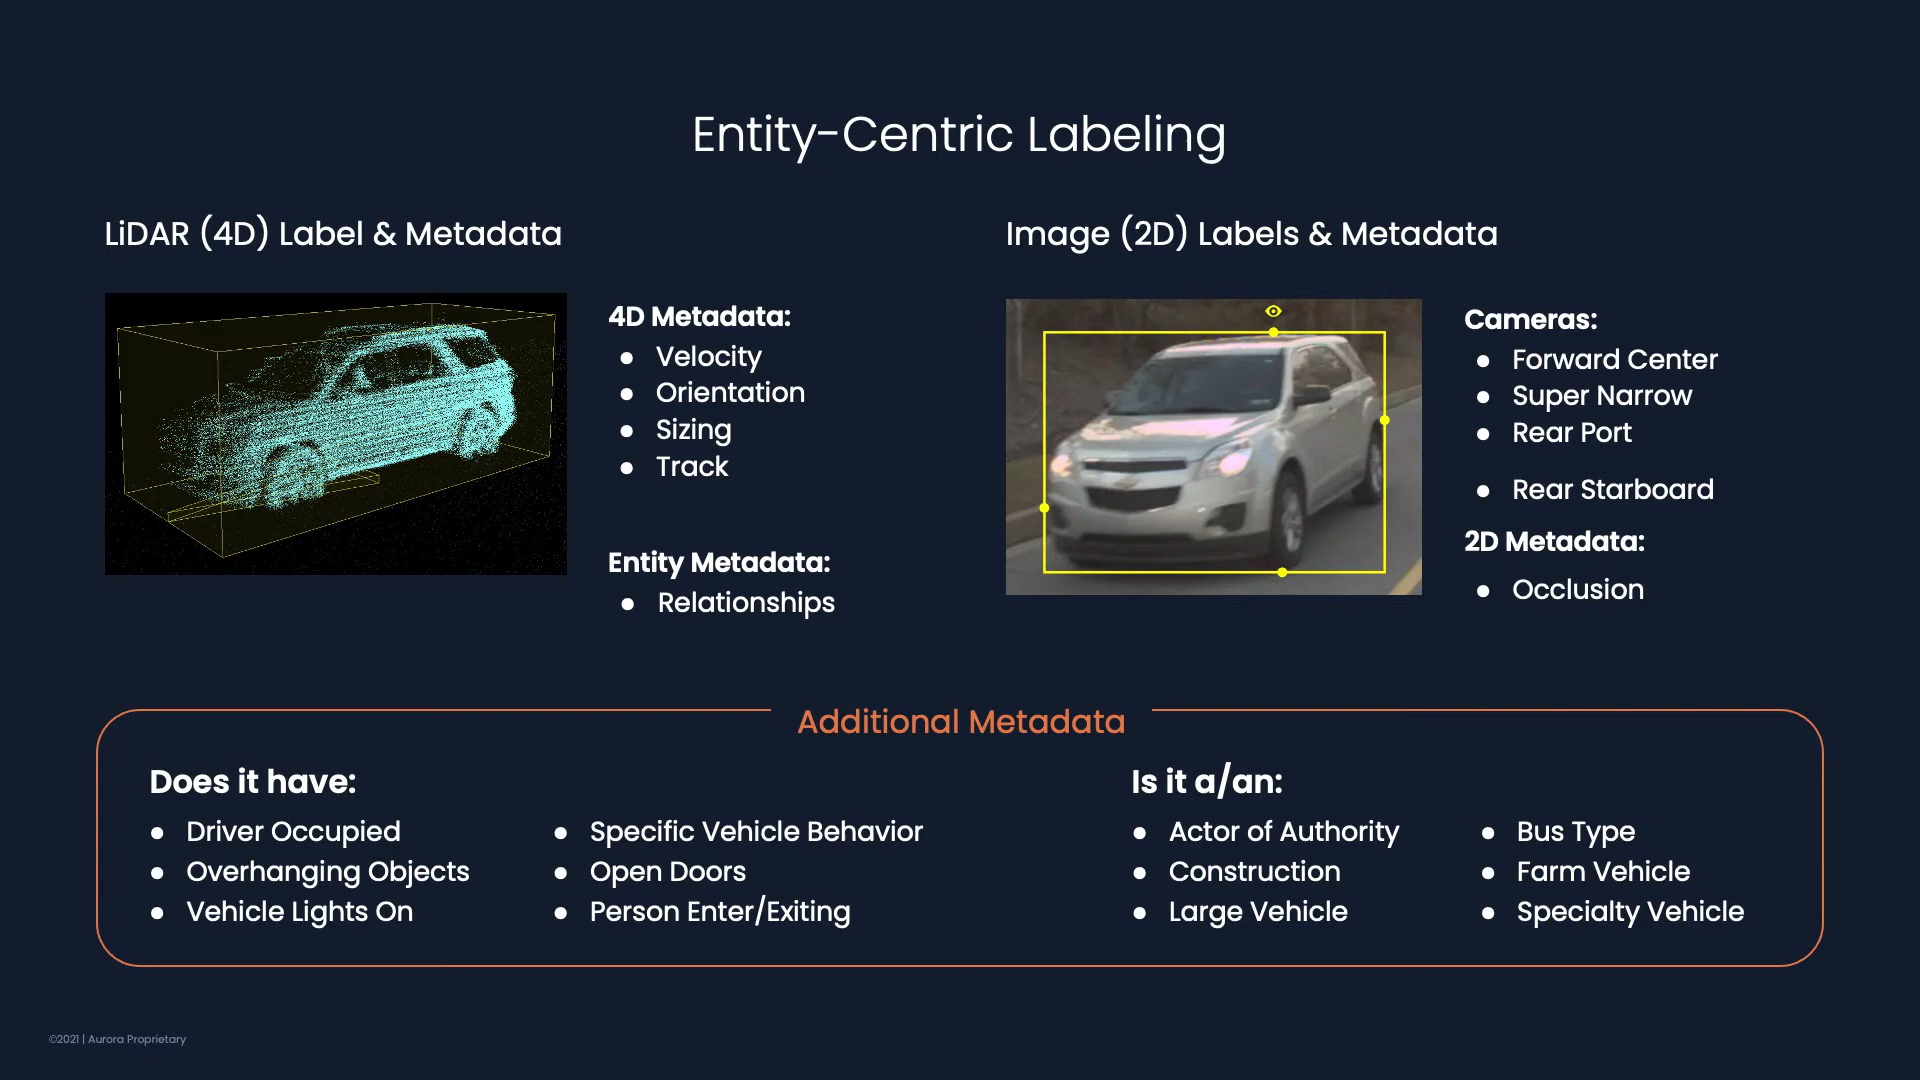 Entity-Centric Labeling
LiDAR (4D) Label & Metadata
4D Metadata:
● Velocity
● Orientation
● Sizing
● Track
Entity Metadata:
● Relationships
Image (2D) Labels & Metadata
Cameras:
● Forward Center
● Super Narrow
● Rear Port
● Rear Starboard
2D Metadata:
● Occlusion
Additional Metadata
Does it have:
● Driver Occupied
● Overhanging Objects
● Vehicle Lights On
● Specific Vehicle Behavior
● Open Doors
● Person Enter/Exiting
Is it a/an:
● Actor of Authority
● Construction
● Large Vehicle
● Bus Type
● Farm Vehicle
● Specialty Vehicle
©2021 | Aurora Proprietary